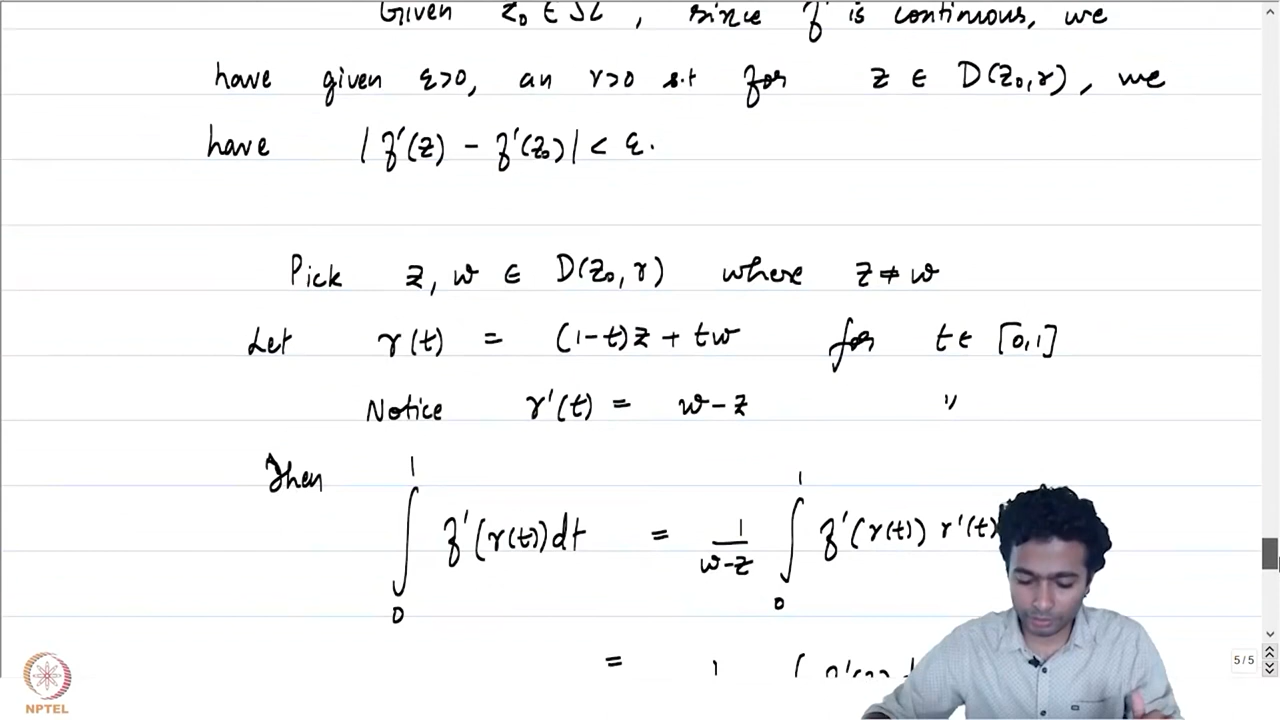 Given z₀ ∈ Ω, since f' is continuous, we
have given ε>0, an r>0 s.t for z ∈ D(z₀,r), we
have |f'(z) - f'(z₀)| < ε.
Pick z, w ∈ D(z₀, r) where z ≠ w
Let γ(t) = (1-t)z + tw for t ∈ [0,1]
Notice γ'(t) = w-z "
Then ∫₀¹ f'(γ(t))dt = 1/(w-z) ∫₀¹ f'(γ(t)) γ'(t)
=
5/5
NPTEL